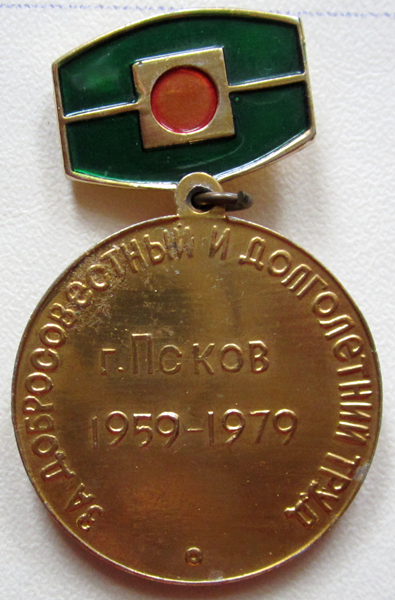 ЗА ДОБРОСОВЕСТНЫЙ И ДОЛГОЛЕТНИЙ ТРУД
г. Псков
1959-1979